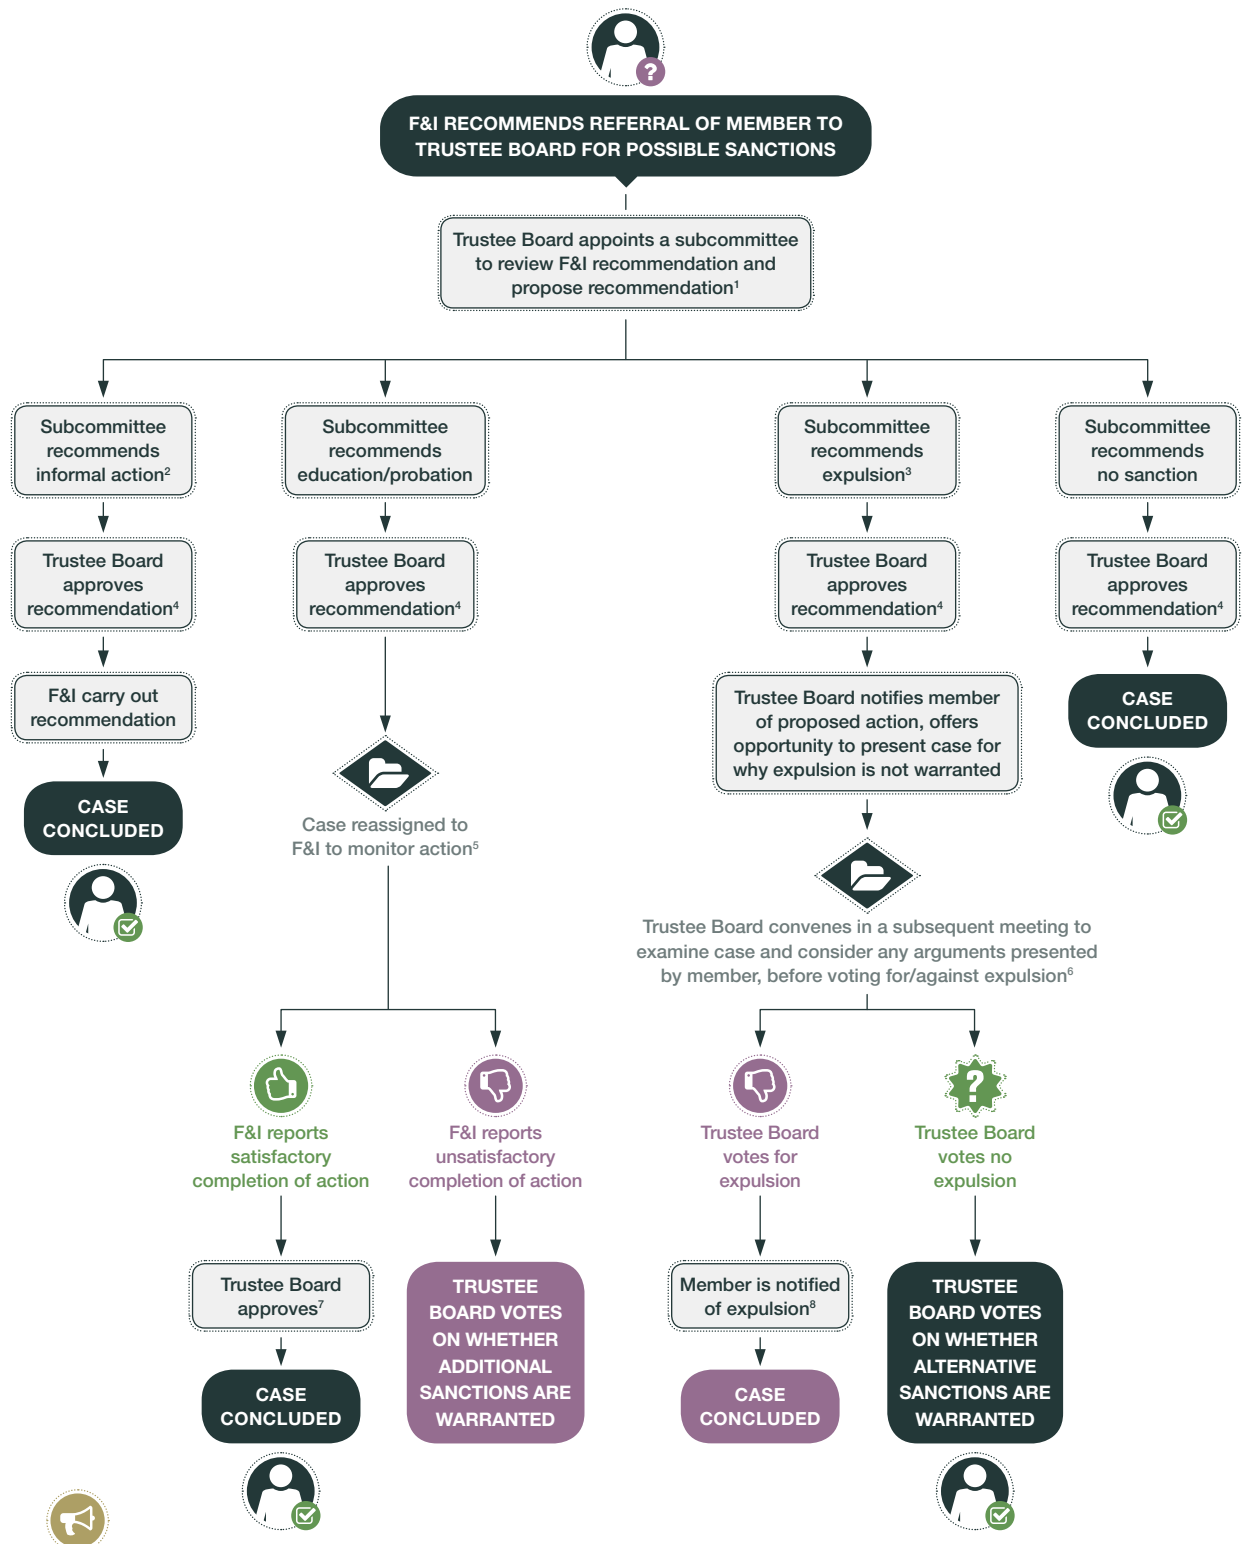 ?
F&I RECOMMENDS REFERRAL OF MEMBER TO
TRUSTEE BOARD FOR POSSIBLE SANCTIONS
Trustee Board appoints a subcommittee
to review F&I recommendation and
propose recommendation¹
Subcommittee
recommends
informal action²
Subcommittee
recommends
education/probation
Subcommittee
recommends
expulsion³
Subcommittee
recommends
no sanction
Trustee Board
approves
recommendation⁴
Trustee Board
approves
recommendation⁴
Trustee Board
approves
recommendation⁴
Trustee Board
approves
recommendation⁴
F&I carry out
recommendation
CASE
CONCLUDED
Case reassigned to
F&I to monitor action⁵
Trustee Board notifies member
of proposed action, offers
opportunity to present case for
why expulsion is not warranted
CASE
CONCLUDED
Trustee Board convenes in a subsequent meeting to
examine case and consider any arguments presented
by member, before voting for/against expulsion⁶
F&I reports
satisfactory
completion of action
F&I reports
unsatisfactory
completion of action
Trustee Board
votes for
expulsion
?
Trustee Board
votes no
expulsion
Trustee Board
approves⁷
CASE
CONCLUDED
TRUSTEE
BOARD VOTES
ON WHETHER
ADDITIONAL
SANCTIONS ARE
WARRANTED
Member is notified
of expulsion⁸
CASE
CONCLUDED
TRUSTEE
BOARD VOTES
ON WHETHER
ALTERNATIVE
SANCTIONS ARE
WARRANTED